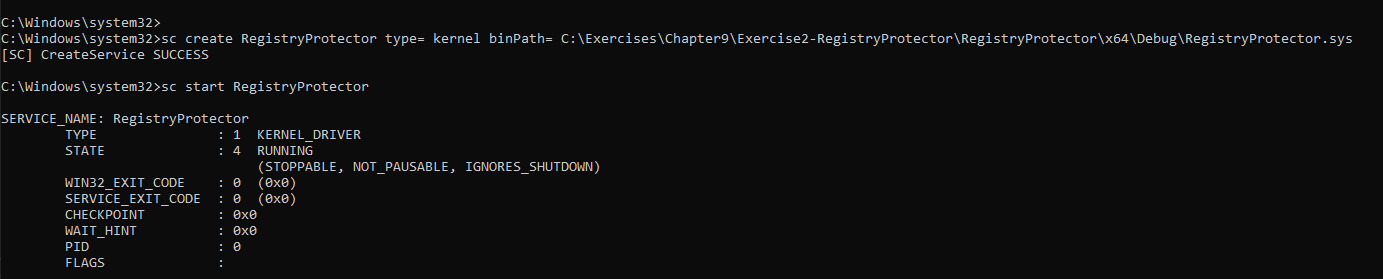 C:\Windows\system32>
C:\Windows\system32>sc create RegistryProtector type= kernel binPath= C:\Exercises\Chapter9\Exercise2-RegistryProtector\RegistryProtector\x64\Debug\RegistryProtector.sys
[SC] CreateService SUCCESS
C:\Windows\system32>sc start RegistryProtector
SERVICE_NAME: RegistryProtector
        TYPE               : 1  KERNEL_DRIVER
        STATE              : 4  RUNNING
                                (STOPPABLE, NOT_PAUSABLE, IGNORES_SHUTDOWN)
        WIN32_EXIT_CODE    : 0  (0x0)
        SERVICE_EXIT_CODE  : 0  (0x0)
        CHECKPOINT         : 0x0
        WAIT_HINT          : 0x0
        PID                : 0
        FLAGS              :